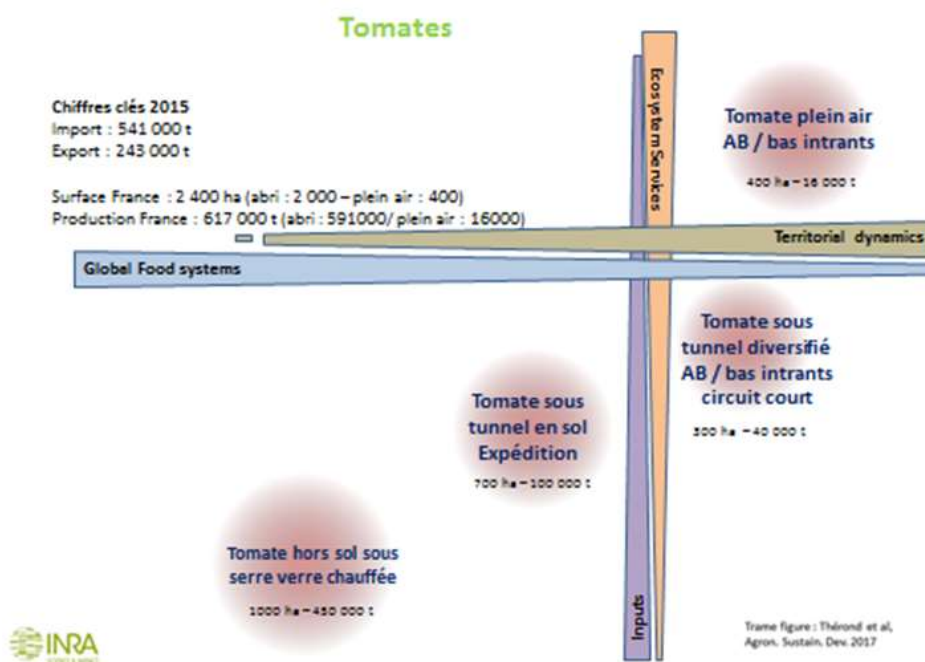 Tomates
Chiffres clés 2015
Import : 541 000 t
Export : 243 000 t
Surface France : 2 400 ha (abri : 2 000 – plein air : 400)
Production France : 617 000 t (abri : 591000/ plein air : 16000)
Ecosystem Services
Tomate plein air
AB / bas intrants
400 ha – 16 000 t
Territorial dynamics
Global Food systems
Tomate sous
tunnel diversifié
AB / bas intrants
circuit court
300 ha – 40 000 t
Tomate sous
tunnel en sol
Expédition
700 ha – 100 000 t
Tomate hors sol sous
serre verre chauffée
1000 ha – 450 000 t
Inputs
Trame figure : Thérond et al,
Agron. Sustain. Dev. 2017
INRA